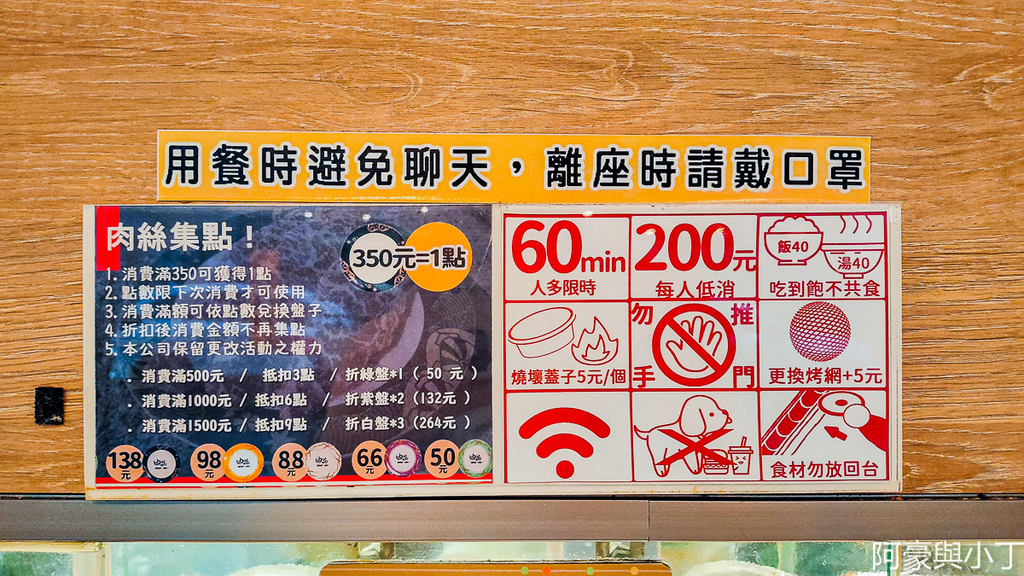 用餐時避免聊天，離座時請戴口罩
肉絲集點！
350元=1點
1. 消費滿350可獲得1點
2. 點數限下次消費才可使用
3. 消費滿額可依點數兌換盤子
4. 折扣後消費金額不再集點
5. 本公司保留更改活動之權力
. 消費滿500元 / 抵扣3點 / 折綠盤*1 ( 50 元 )
. 消費滿1000元 / 抵扣6點 / 折紫盤*2 (132元 )
. 消費滿1500元 / 抵扣9點 / 折白盤*3 (264元 )
138元 98元 88元 66元 50元
60min
人多限時
200元
每人低消
飯40
湯40
吃到飽不共食
燒壞蓋子5元/個
勿推
手門
更換烤網+5元
食材勿放回台
阿豪與小丁